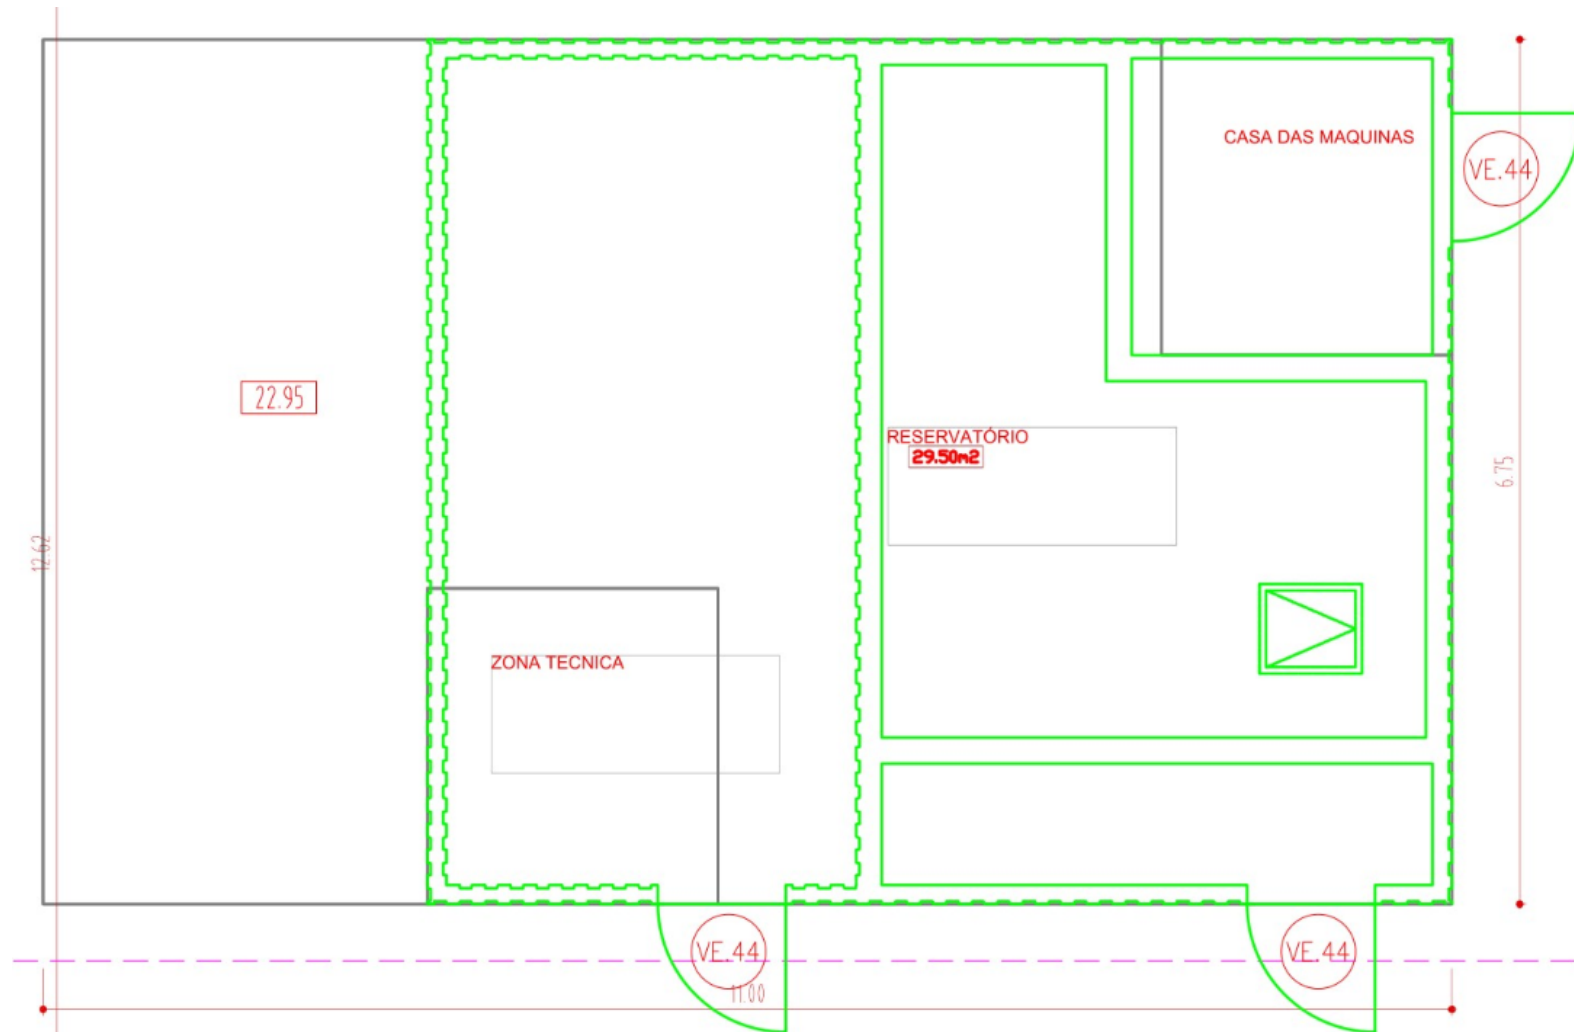 CASA DAS MAQUINAS
VE.44
22.95
RESERVATÓRIO
29.50m2
6.75
12.62
ZONA TECNICA
VE.44
VE.44
11.00